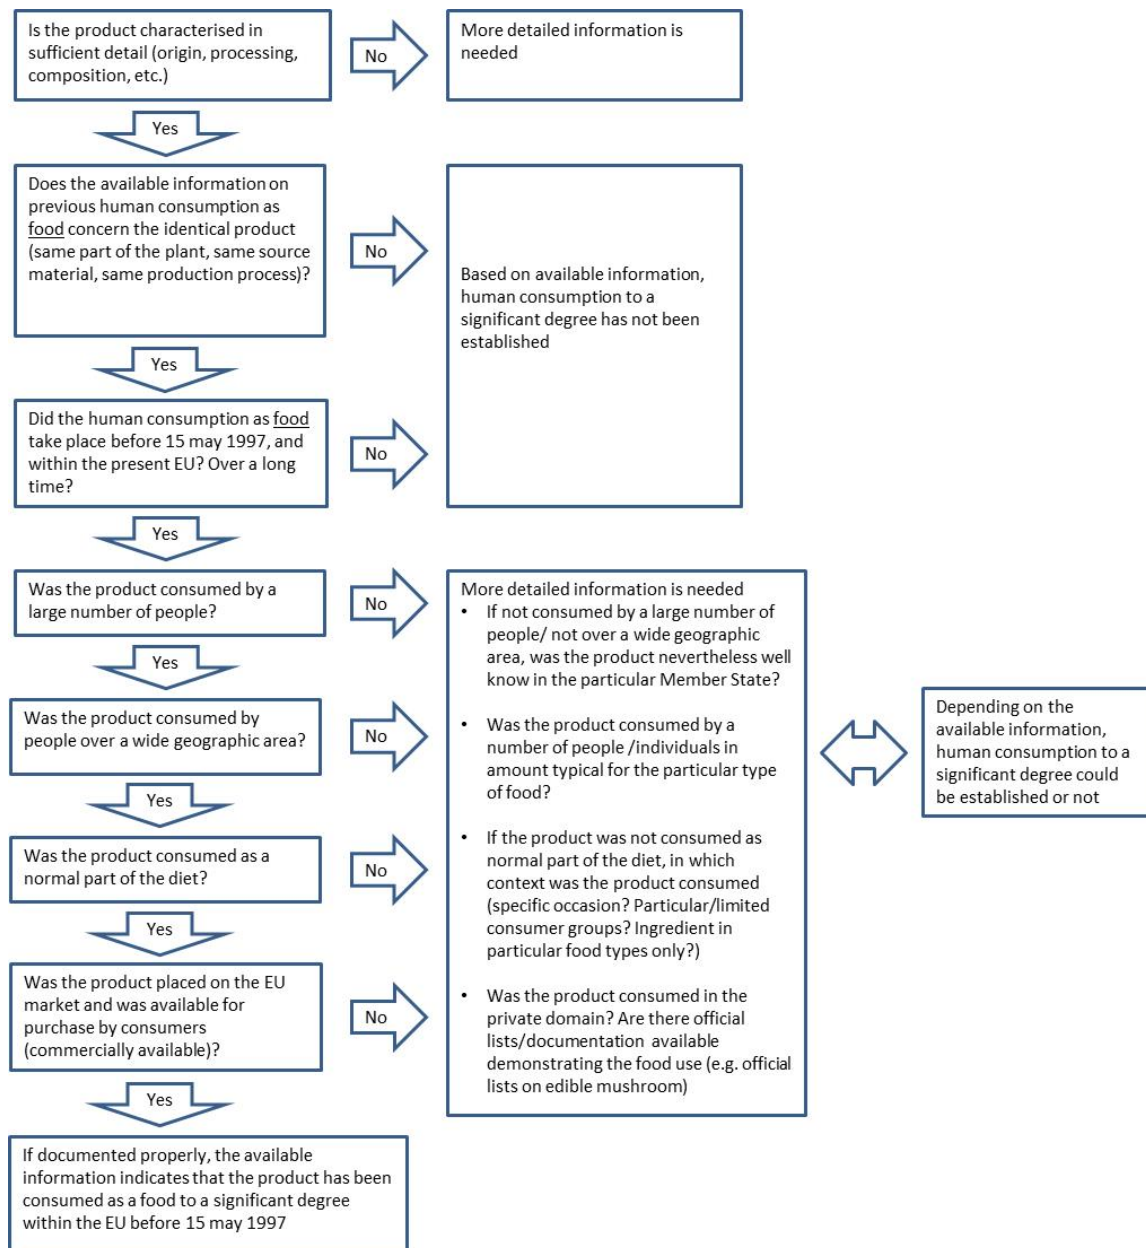 Is the product characterised in
sufficient detail (origin, processing,
composition, etc.)
No
More detailed information is
needed
Yes
Does the available information on
previous human consumption as
food concern the identical product
(same part of the plant, same source
material, same production process)?
No
Based on available information,
human consumption to a
significant degree has not been
established
Yes
Did the human consumption as food
take place before 15 may 1997, and
within the present EU? Over a long
time?
No
Yes
Was the product consumed by a
large number of people?
No
More detailed information is needed
• If not consumed by a large number of
people/ not over a wide geographic
area, was the product nevertheless well
know in the particular Member State?
• Was the product consumed by a
number of people /individuals in
amount typical for the particular type
of food?
• If the product was not consumed as
normal part of the diet, in which
context was the product consumed
(specific occasion? Particular/limited
consumer groups? Ingredient in
particular food types only?)
• Was the product consumed in the
private domain? Are there official
lists/documentation available
demonstrating the food use (e.g. official
lists on edible mushroom)
Depending on the
available information,
human consumption to a
significant degree could
be established or not
Yes
Was the product consumed by
people over a wide geographic area?
No
Yes
Was the product consumed as a
normal part of the diet?
No
Yes
Was the product placed on the EU
market and was available for
purchase by consumers
(commercially available)?
No
Yes
If documented properly, the available
information indicates that the product has been
consumed as a food to a significant degree
within the EU before 15 may 1997